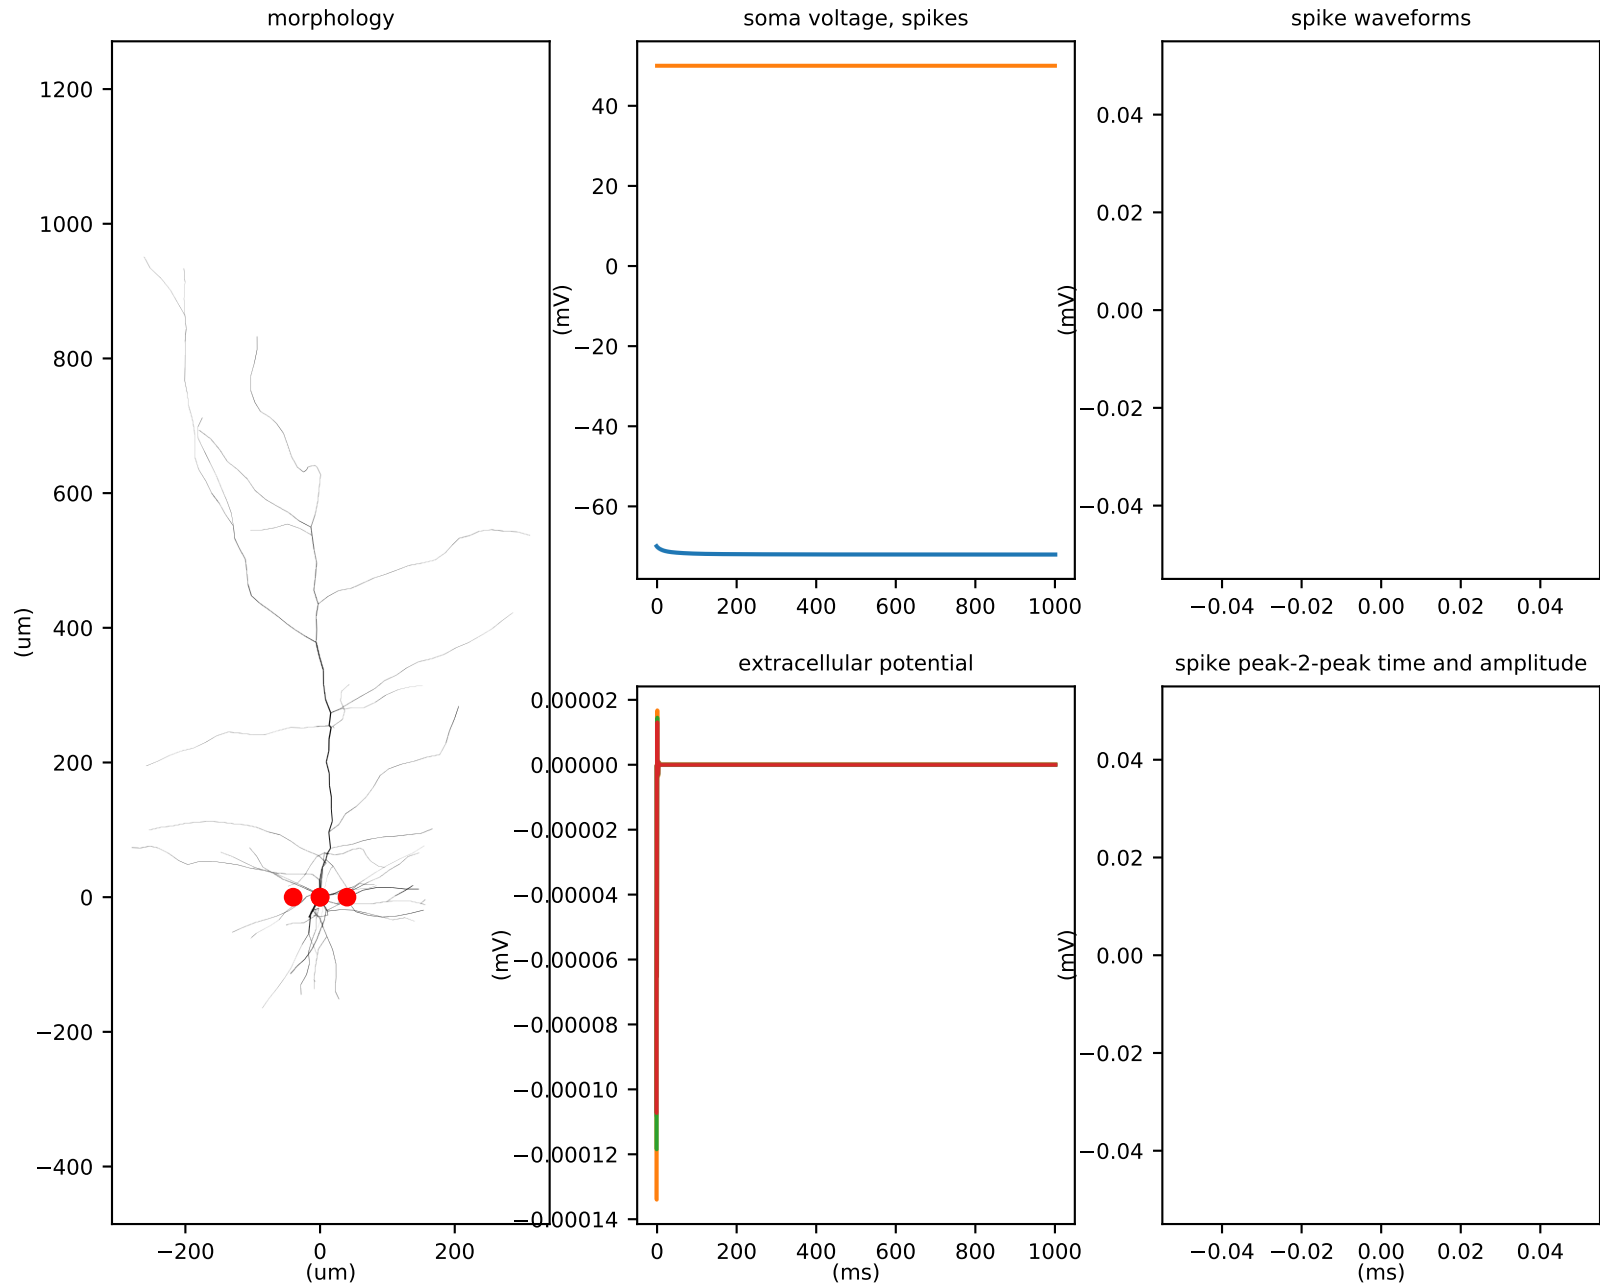 morphology
1200
1000
800
600
400
200
0
−200
−400
(um)
−200 0 200
(um)
soma voltage, spikes
40
20
0
−20
−40
−60
(mV)
0 200 400 600 800 1000
spike waveforms
0.04
0.02
0.00
−0.02
−0.04
(mV)
−0.04 −0.02 0.00 0.02 0.04
extracellular potential
0.00002
0.00000
−0.00002
−0.00004
−0.00006
−0.00008
−0.00010
−0.00012
−0.00014
(mV)
0 200 400 600 800 1000
(ms)
spike peak-2-peak time and amplitude
0.04
0.02
0.00
−0.02
−0.04
(mV)
−0.04 −0.02 0.00 0.02 0.04
(ms)